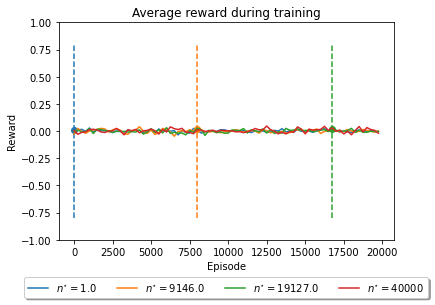 Average reward during training
1.00
0.75
0.50
0.25
0.00
−0.25
−0.50
−0.75
−1.00
Reward
0 2500 5000 7500 10000 12500 15000 17500 20000
Episode
n* = 1.0 n* = 9146.0 n* = 19127.0 n* = 40000